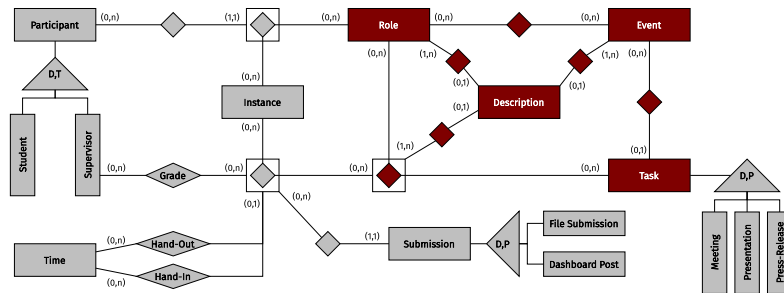 Participant
(0,n)
(1,1)
(0,n)
Role
(0,n)
(0,n)
Event
(0,n)
(1,n)
(1,n)
(0,n)
D,T
(0,n)
(0,1)
(0,1)
Instance
(0,1)
Description
(0,n)
(1,n)
(0,1)
Student
Supervisor
(0,n)
Grade
(0,n)
(0,n)
(0,n)
Task
D,P
(0,1)
(0,n)
Time
(0,n)
Hand-Out
(1,1)
Submission
D,P
File Submission
Dashboard Post
Hand-In
(0,n)
Meeting
Presentation
Press-Release